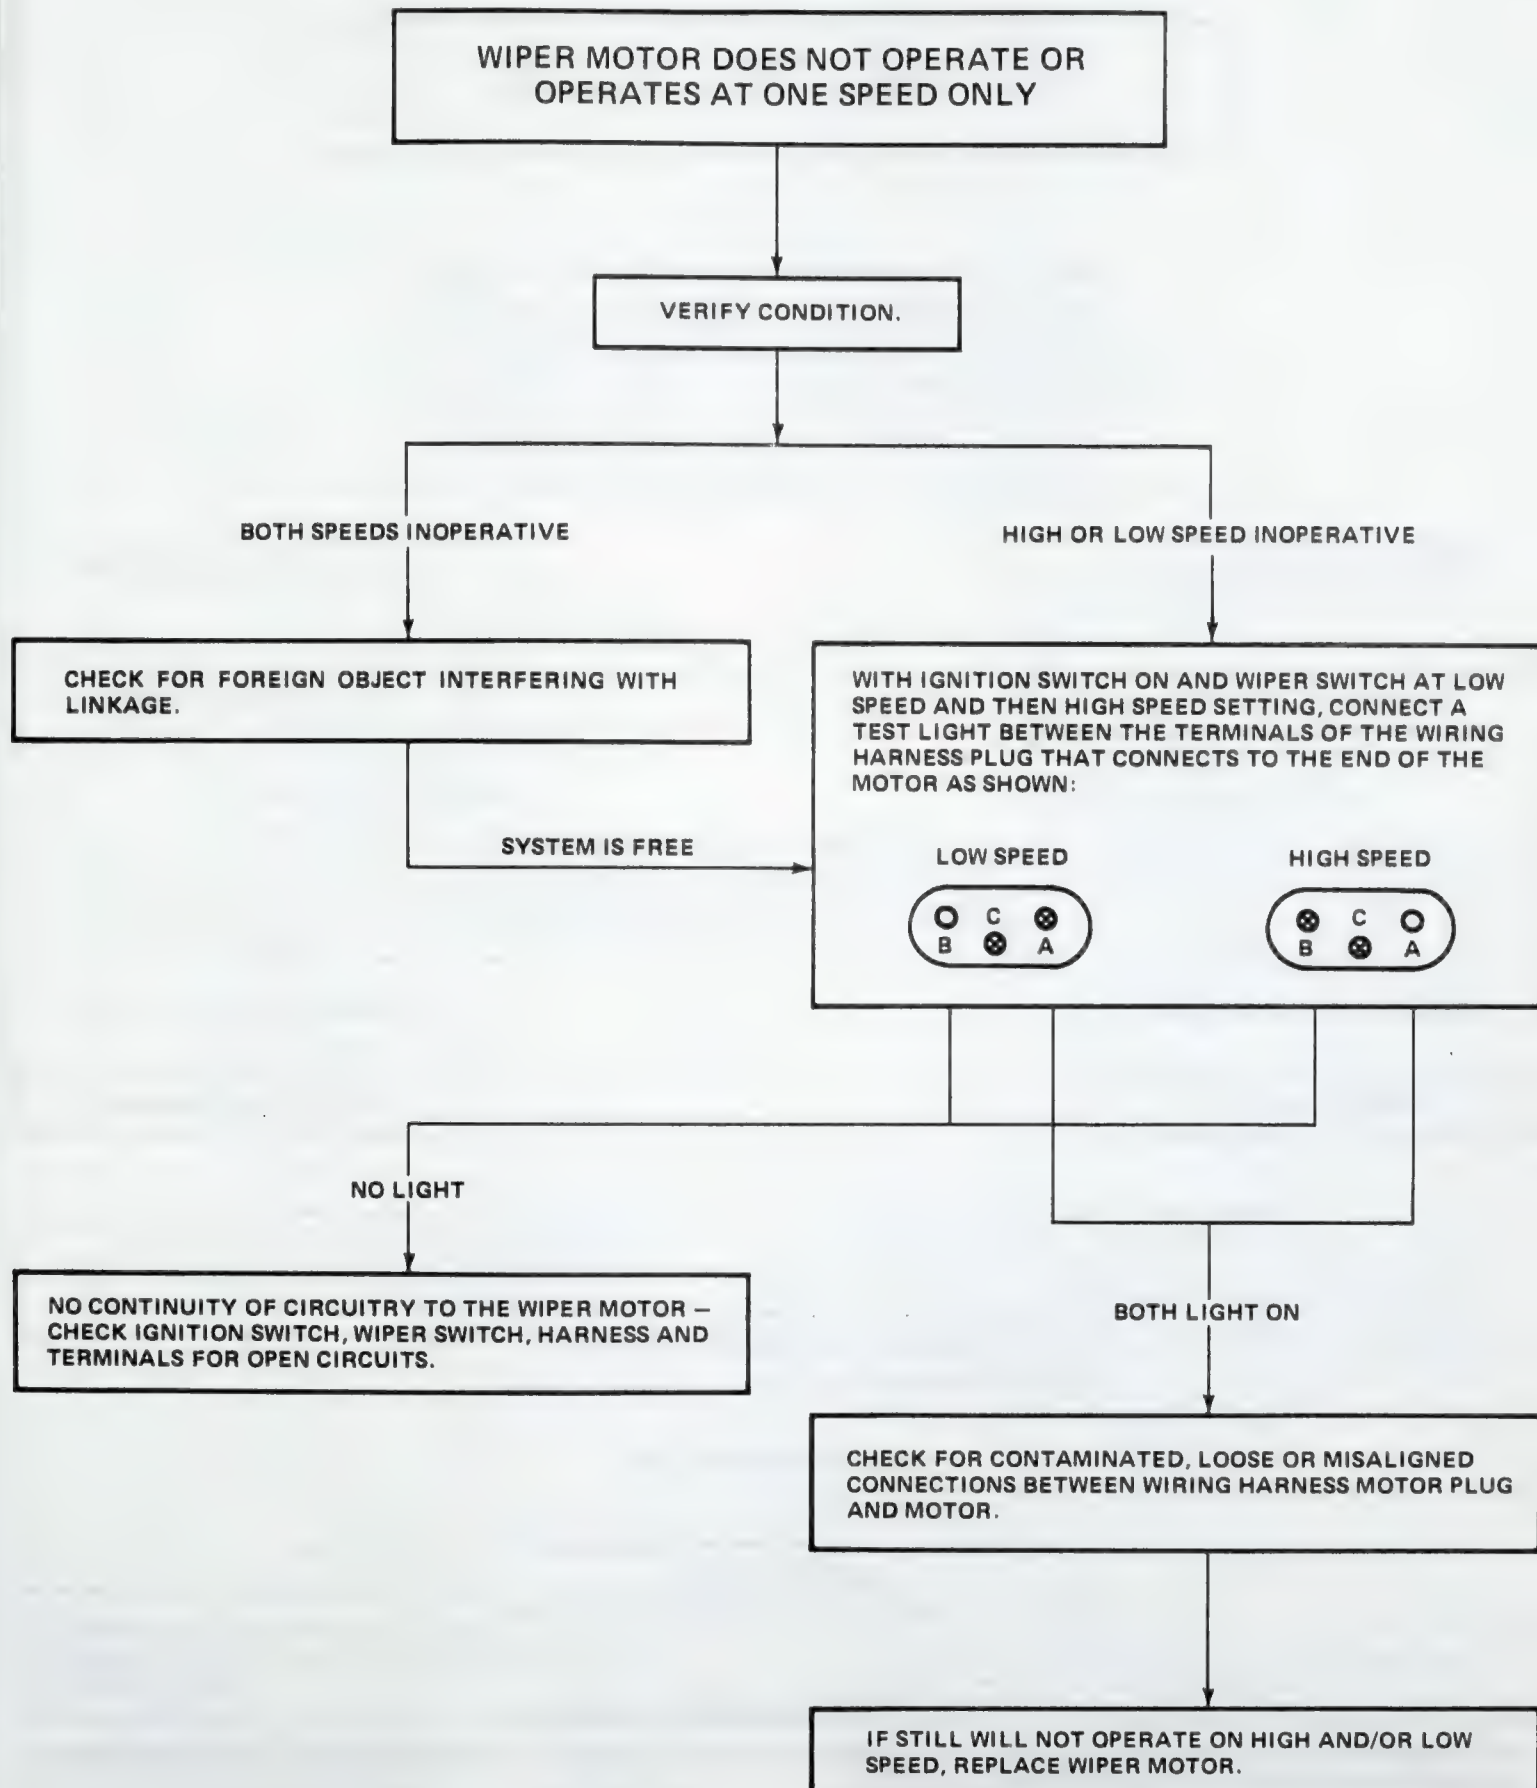 WIPER MOTOR DOES NOT OPERATE OR
OPERATES AT ONE SPEED ONLY
VERIFY CONDITION.
BOTH SPEEDS INOPERATIVE
HIGH OR LOW SPEED INOPERATIVE
CHECK FOR FOREIGN OBJECT INTERFERING WITH
LINKAGE.
WITH IGNITION SWITCH ON AND WIPER SWITCH AT LOW
SPEED AND THEN HIGH SPEED SETTING, CONNECT A
TEST LIGHT BETWEEN THE TERMINALS OF THE WIRING
HARNESS PLUG THAT CONNECTS TO THE END OF THE
MOTOR AS SHOWN:
SYSTEM IS FREE
LOW SPEED
HIGH SPEED
C
B A
C
B A
NO LIGHT
NO CONTINUITY OF CIRCUITRY TO THE WIPER MOTOR –
CHECK IGNITION SWITCH, WIPER SWITCH, HARNESS AND
TERMINALS FOR OPEN CIRCUITS.
BOTH LIGHT ON
CHECK FOR CONTAMINATED, LOOSE OR MISALIGNED
CONNECTIONS BETWEEN WIRING HARNESS MOTOR PLUG
AND MOTOR.
IF STILL WILL NOT OPERATE ON HIGH AND/OR LOW
SPEED, REPLACE WIPER MOTOR.